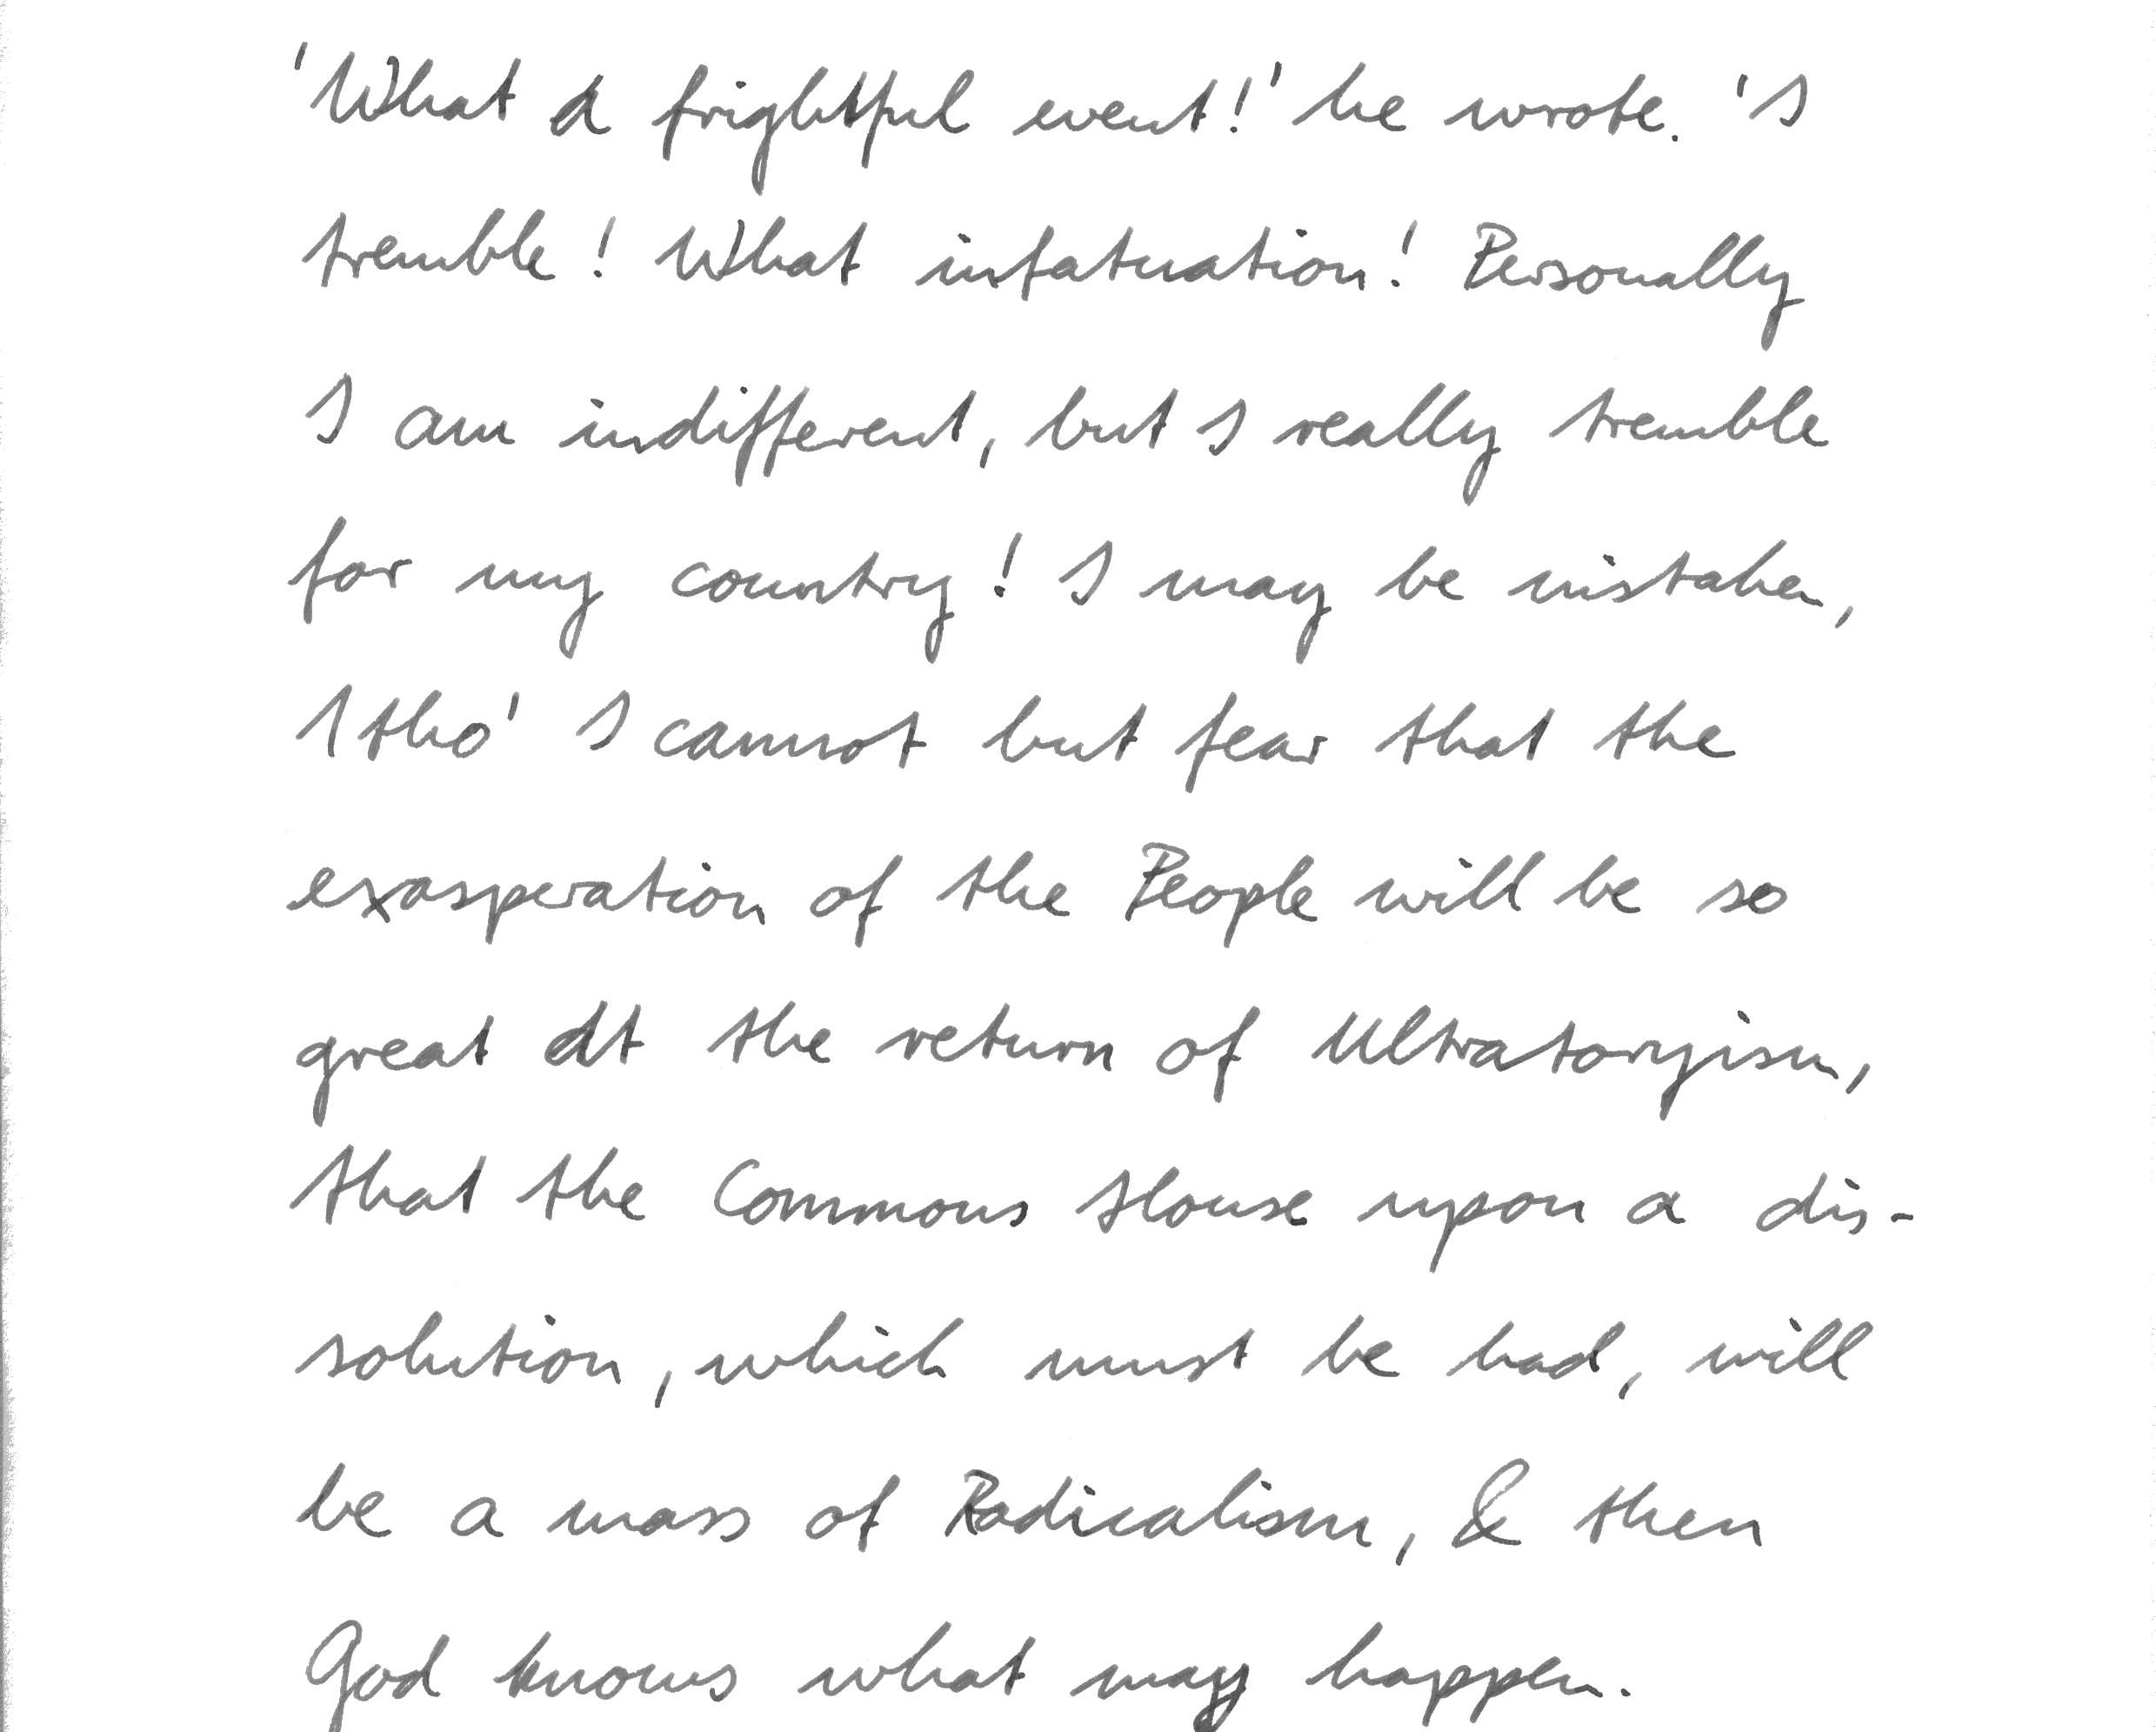 'What a frightful event!' he wrote. 'I
tremble! What infatuation! Personally
I am indifferent, but I really tremble
for my country! I may be mistaken,
I tho' I cannot but fear that the
exasperation of the People will be so
great at the return of Ultratoryism,
that the Commons House upon a dis-
solution, which must be had, will
be a mass of Radicalism, & then
God knows what may happen.